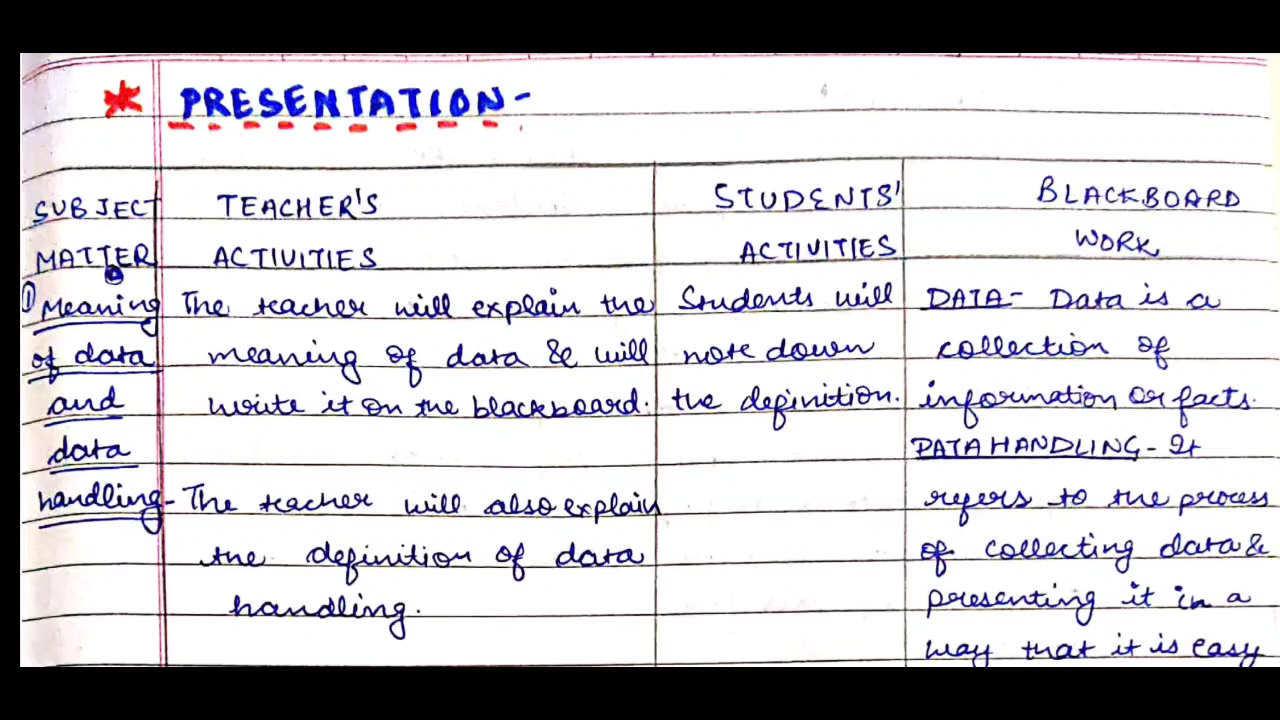 * PRESENTATION-
SUBJECT MATTER
TEACHER'S ACTIVITIES
STUDENTS' ACTIVITIES
BLACKBOARD WORK
① Meaning
of data
and
data
handling-
The teacher will explain the
meaning of data & will
write it on the blackboard.
The teacher will also explain
the definition of data
handling.
Students will
note down
the definition.
DATA- Data is a
collection of
information or facts.
DATA HANDLING - It
refers to the process
of collecting data &
presenting it in a
way that it is easy